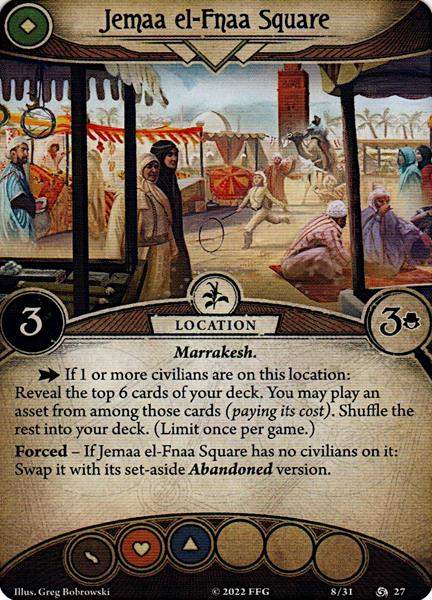 Jemaa el-Fnaa Square
3
3
LOCATION
Marrakesh.
If 1 or more civilians are on this location:
Reveal the top 6 cards of your deck. You may play an
asset from among those cards (paying its cost). Shuffle the
rest into your deck. (Limit once per game.)
Forced – If Jemaa el-Fnaa Square has no civilians on it:
Swap it with its set-aside Abandoned version.
Illus. Greg Bobrowski © 2022 FFG 8/31 27